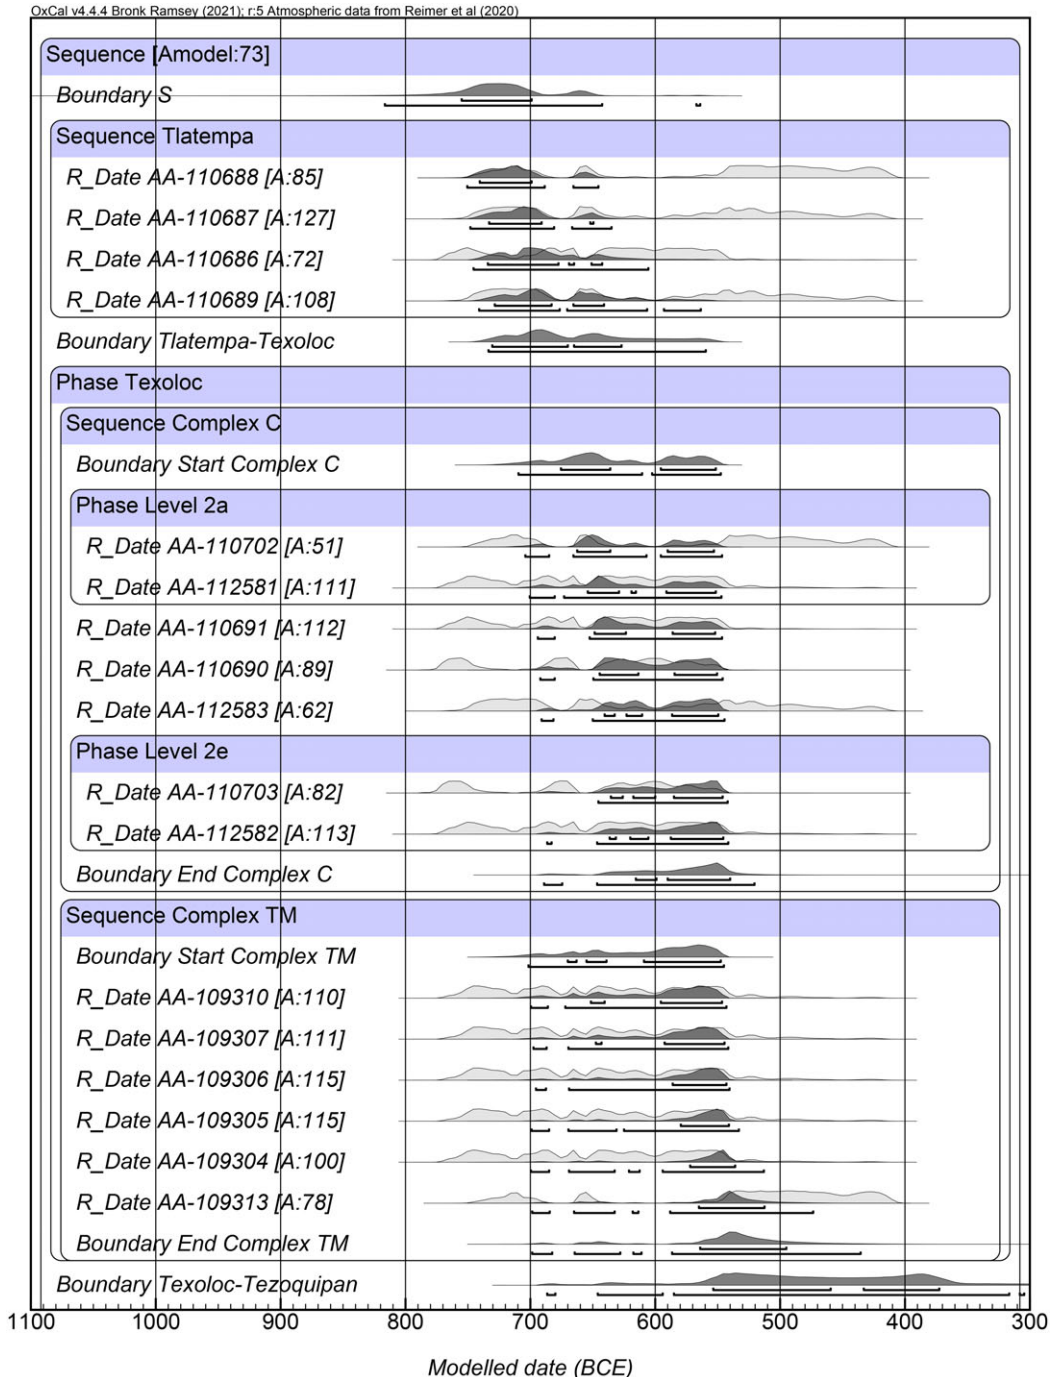 OxCal v4.4.4 Bronk Ramsey (2021); r:5 Atmospheric data from Reimer et al (2020)
Sequence [Amodel:73]
Boundary S
Sequence Tlatempa
R_Date AA-110688 [A:85]
R_Date AA-110687 [A:127]
R_Date AA-110686 [A:72]
R_Date AA-110689 [A:108]
Boundary Tlatempa-Texoloc
Phase Texoloc
Sequence Complex C
Boundary Start Complex C
Phase Level 2a
R_Date AA-110702 [A:51]
R_Date AA-112581 [A:111]
R_Date AA-110691 [A:112]
R_Date AA-110690 [A:89]
R_Date AA-112583 [A:62]
Phase Level 2e
R_Date AA-110703 [A:82]
R_Date AA-112582 [A:113]
Boundary End Complex C
Sequence Complex TM
Boundary Start Complex TM
R_Date AA-109310 [A:110]
R_Date AA-109307 [A:111]
R_Date AA-109306 [A:115]
R_Date AA-109305 [A:115]
R_Date AA-109304 [A:100]
R_Date AA-109313 [A:78]
Boundary End Complex TM
Boundary Texoloc-Tezoquipan
1100 1000 900 800 700 600 500 400 300
Modelled date (BCE)